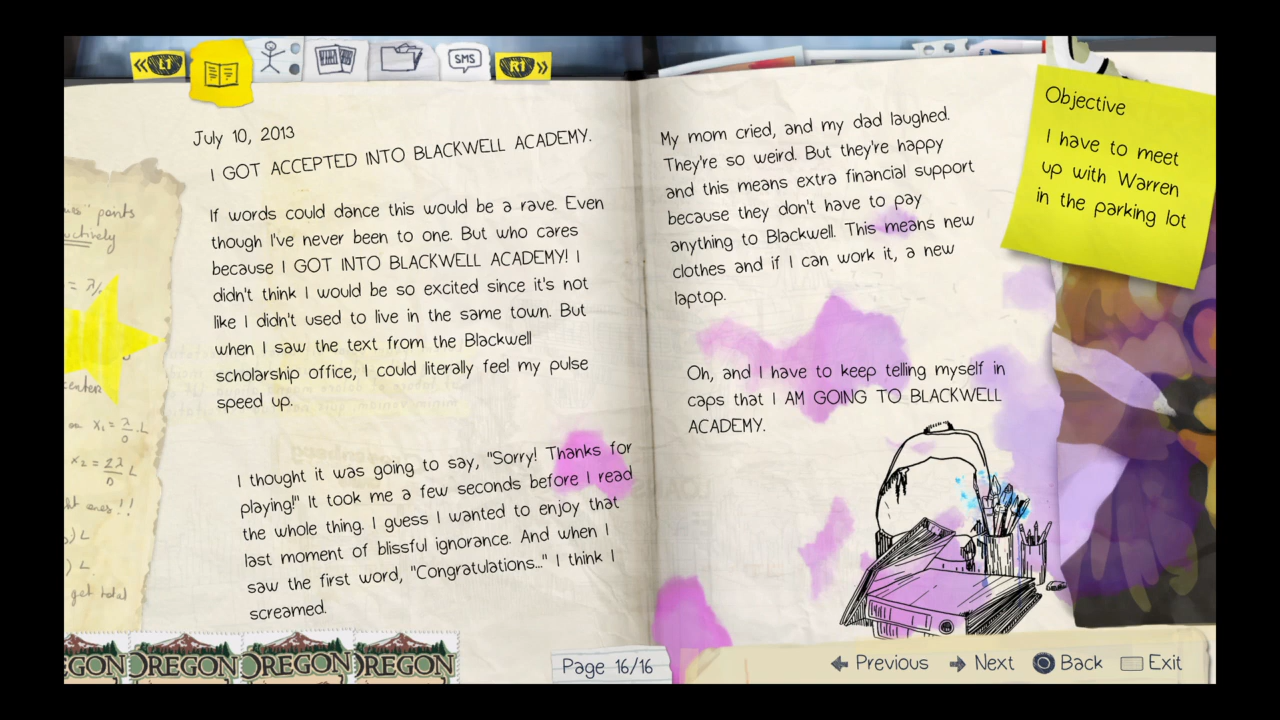 L1
SMS
R1
July 10, 2013
I GOT ACCEPTED INTO BLACKWELL ACADEMY.
If words could dance this would be a rave. Even
though I've never been to one. But who cares
because I GOT INTO BLACKWELL ACADEMY! I
didn't think I would be so excited since it's not
like I didn't used to live in the same town. But
when I saw the text from the Blackwell
scholarship office, I could literally feel my pulse
speed up.
I thought it was going to say, "Sorry! Thanks for
playing!" It took me a few seconds before I read
the whole thing. I guess I wanted to enjoy that
last moment of blissful ignorance. And when I
saw the first word, "Congratulations..." I think I
screamed.
My mom cried, and my dad laughed.
They're so weird. But they're happy
and this means extra financial support
because they don't have to pay
anything to Blackwell. This means new
clothes and if I can work it, a new
laptop.
Oh, and I have to keep telling myself in
caps that I AM GOING TO BLACKWELL
ACADEMY.
Objective
I have to meet
up with Warren
in the parking lot
points
x₁ = λ/D . L
x₂ = 2λ/D L
get total
EGON OREGON OREGON OREGON
Page 16/16
Previous Next Back Exit